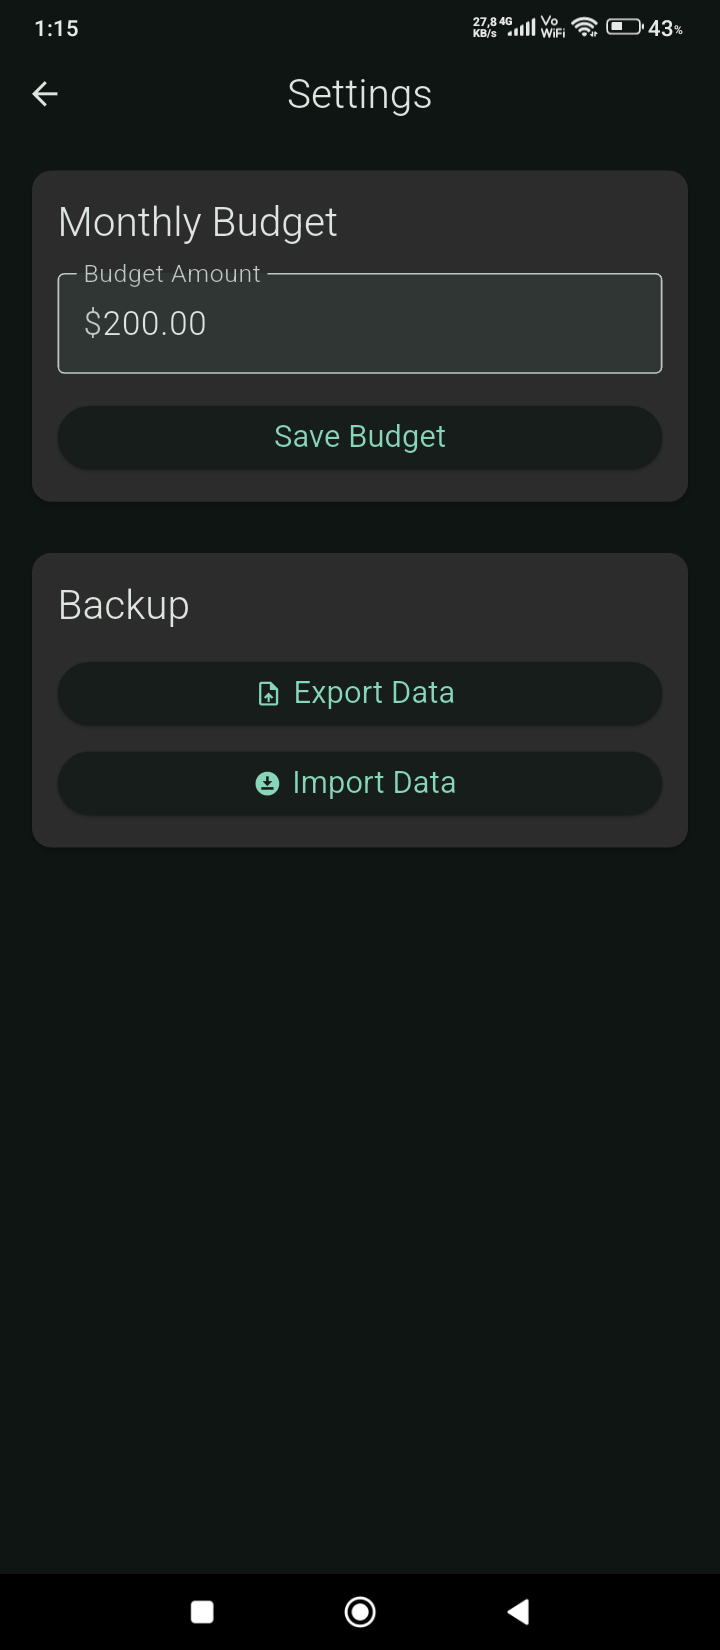 1:15
27,8 4G Vo
KB/s WiFi 43%
Settings
Monthly Budget
Budget Amount
$200.00
Save Budget
Backup
Export Data
Import Data